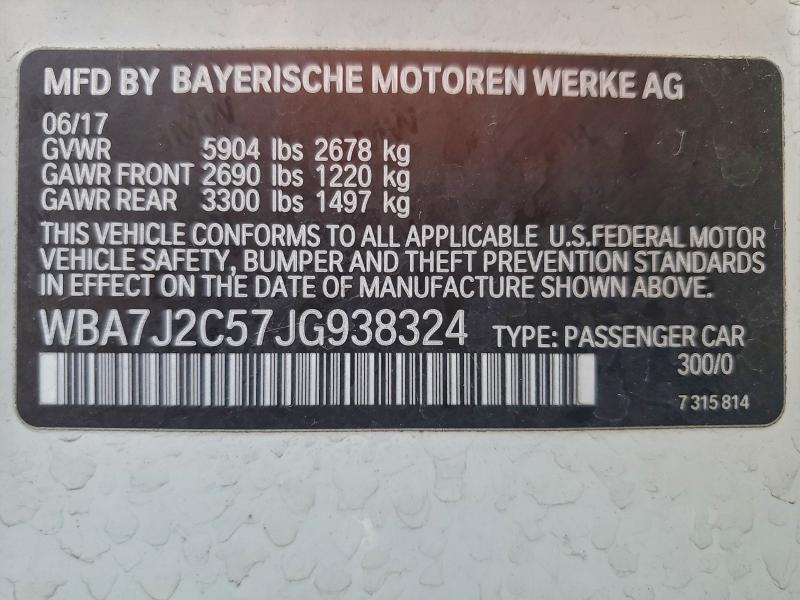 MFD BY BAYERISCHE MOTOREN WERKE AG
06/17
GVWR 5904 lbs 2678 kg
GAWR FRONT 2690 lbs 1220 kg
GAWR REAR 3300 lbs 1497 kg
THIS VEHICLE CONFORMS TO ALL APPLICABLE U.S.FEDERAL MOTOR
VEHICLE SAFETY, BUMPER AND THEFT PREVENTION STANDARDS
IN EFFECT ON THE DATE OF MANUFACTURE SHOWN ABOVE.
WBA7J2C57JG938324 TYPE: PASSENGER CAR
300/0
7 315 814